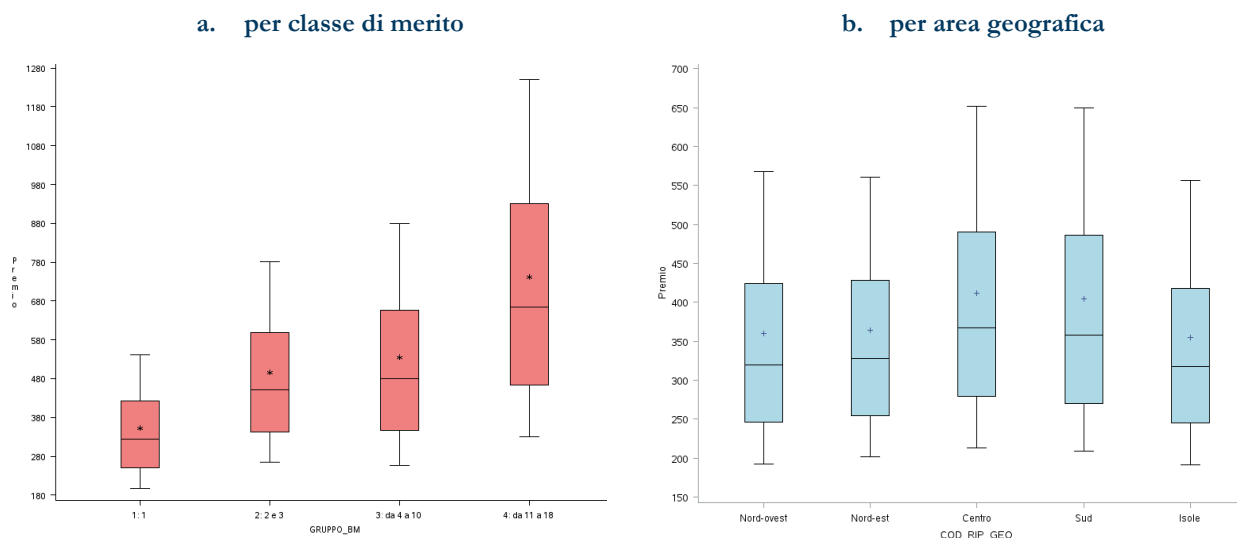 a. per classe di merito
1280
1180
1080
980
880
780
680
580
480
380
280
180
Premio
1: 1
2: 2 e 3
3: da 4 a 10
4: da 11 a 18
GRUPPO_BM
b. per area geografica
700
650
600
550
500
450
400
350
300
250
200
150
Premio
Nord-ovest
Nord-est
Centro
Sud
Isole
COD_RIP_GEO